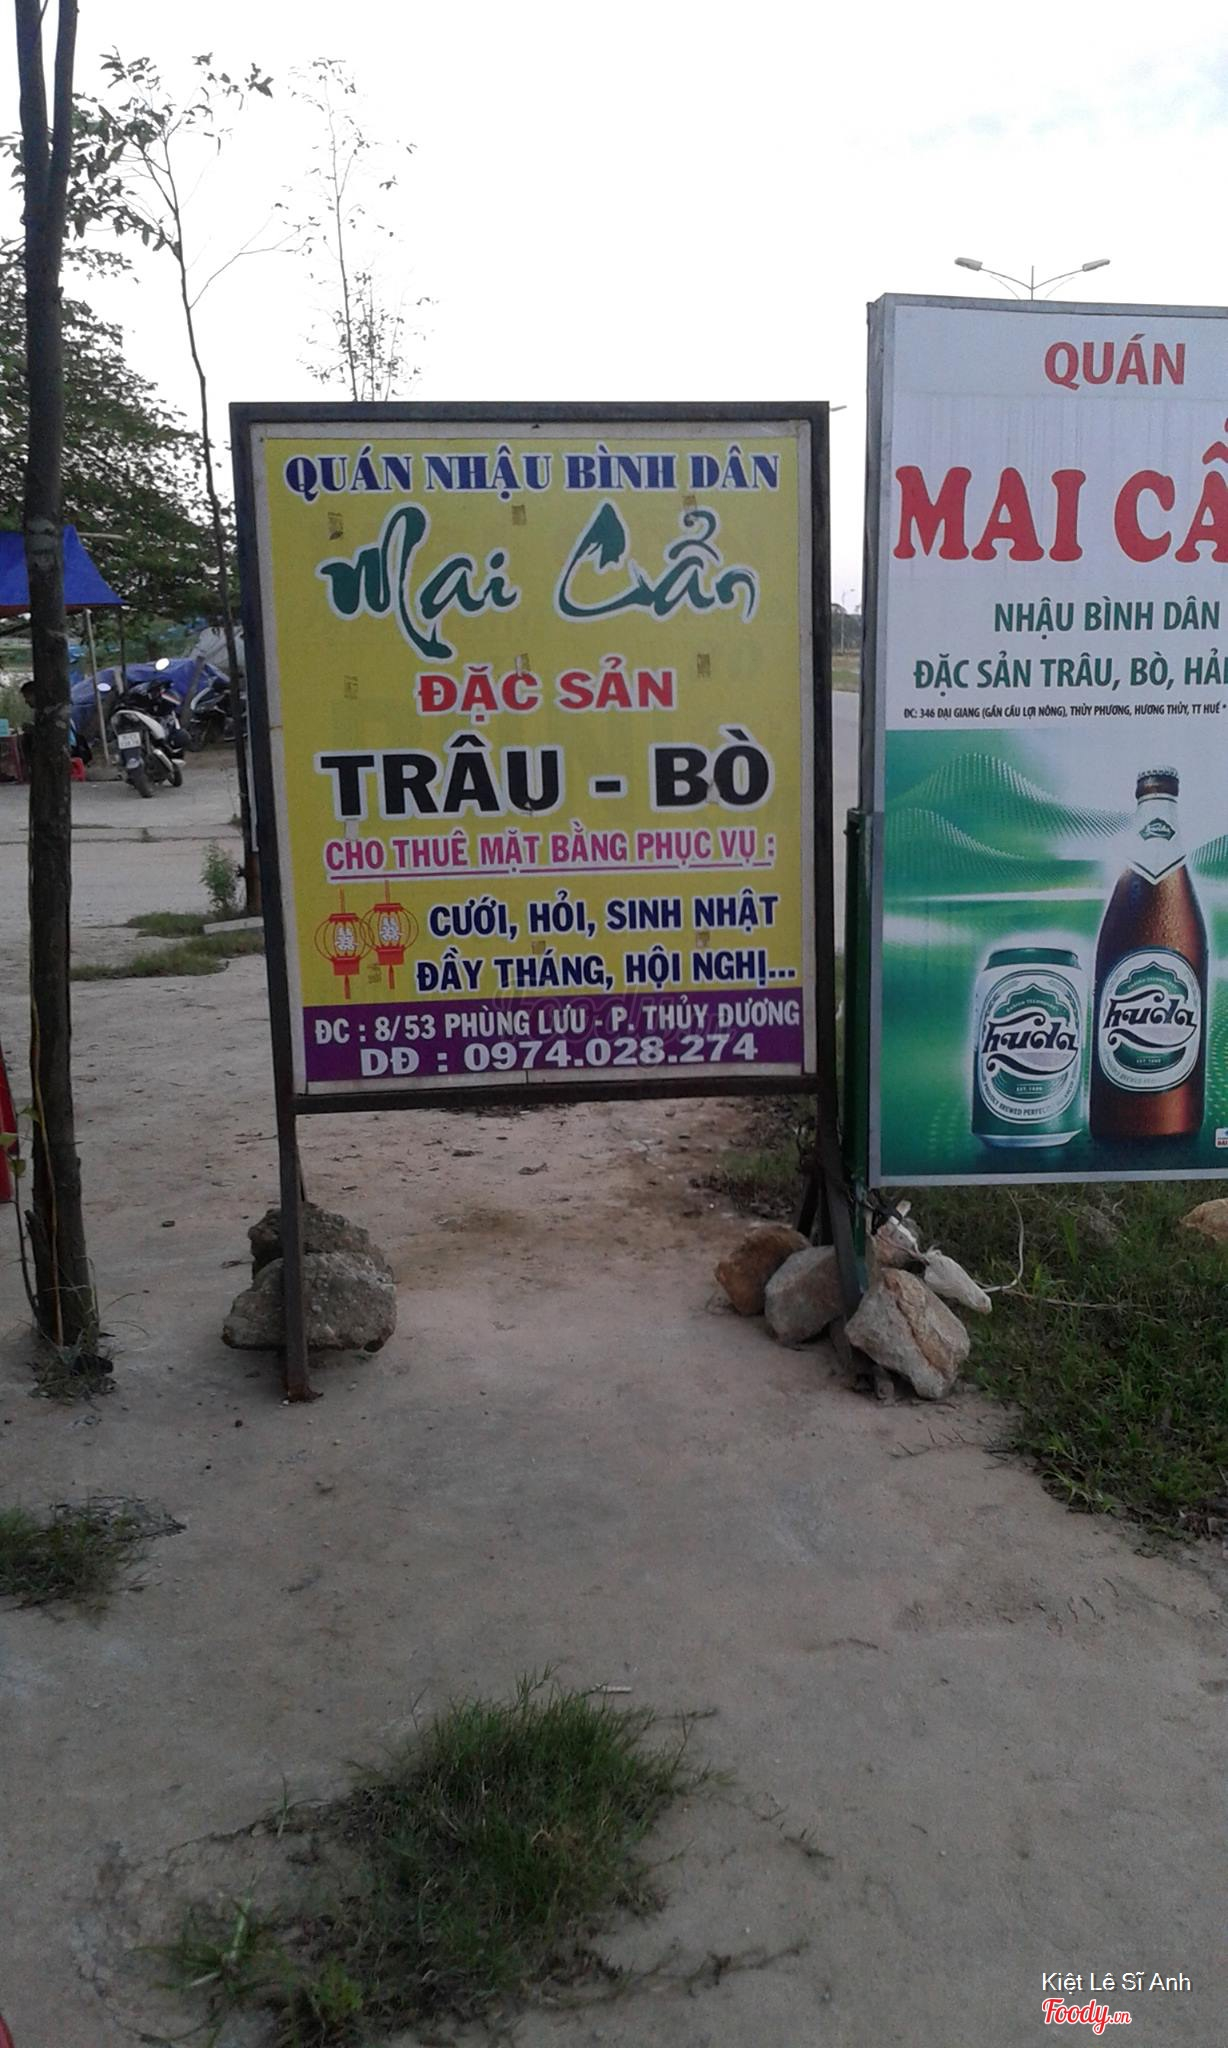 QUÁN NHẬU BÌNH DÂN
Mai Cẩn
ĐẶC SẢN
TRÂU - BÒ
CHO THUÊ MẶT BẰNG PHỤC VỤ :
CƯỚI, HỎI, SINH NHẬT
ĐẦY THÁNG, HỘI NGHỊ...
ĐC : 8/53 PHÙNG LƯU - P. THỦY DƯƠNG
DĐ : 0974.028.274
QUÁN
MAI CẨ
NHẬU BÌNH DÂN
ĐẶC SẢN TRÂU, BÒ, HẢI
ĐC: 346 ĐẠI GIANG (GẦN CẦU LỢI NÔNG), THỦY PHƯƠNG, HƯƠNG THỦY, TT HUẾ *
huda
huda
Foody.vn
Kiệt Lê Sĩ Anh
Foody.vn